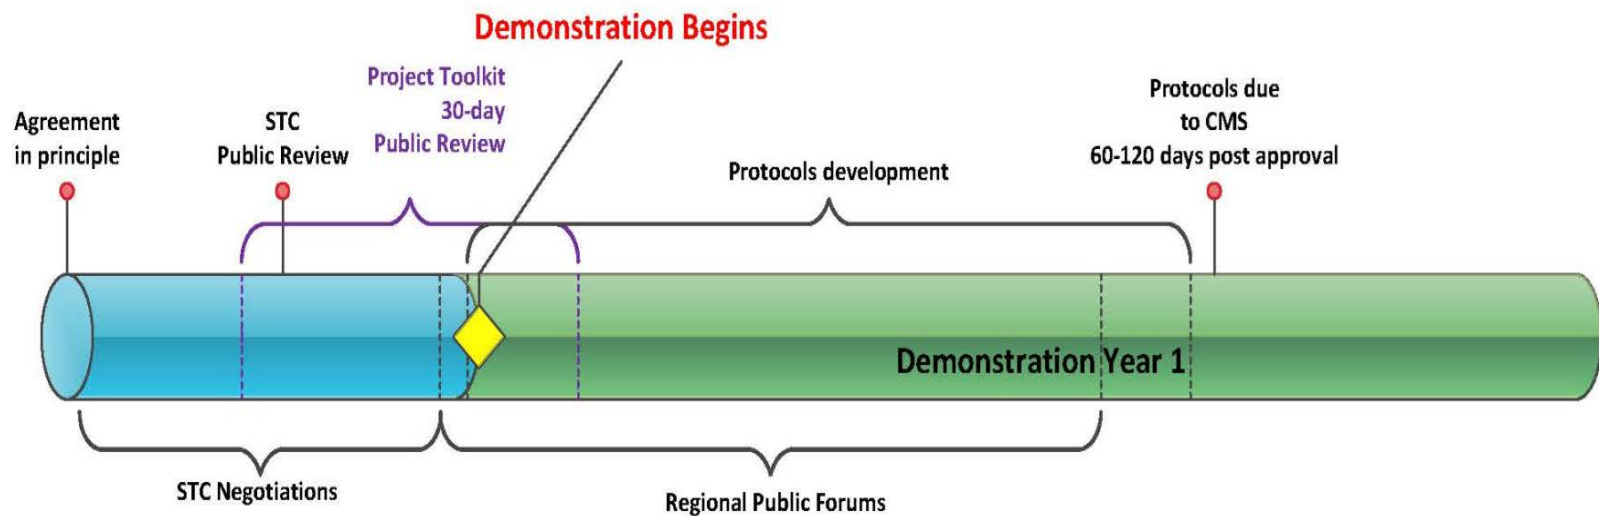 Demonstration Begins
Project Toolkit
30-day
Public Review
Agreement
in principle
STC
Public Review
Protocols due
to CMS
60-120 days post approval
Protocols development
Demonstration Year 1
STC Negotiations
Regional Public Forums